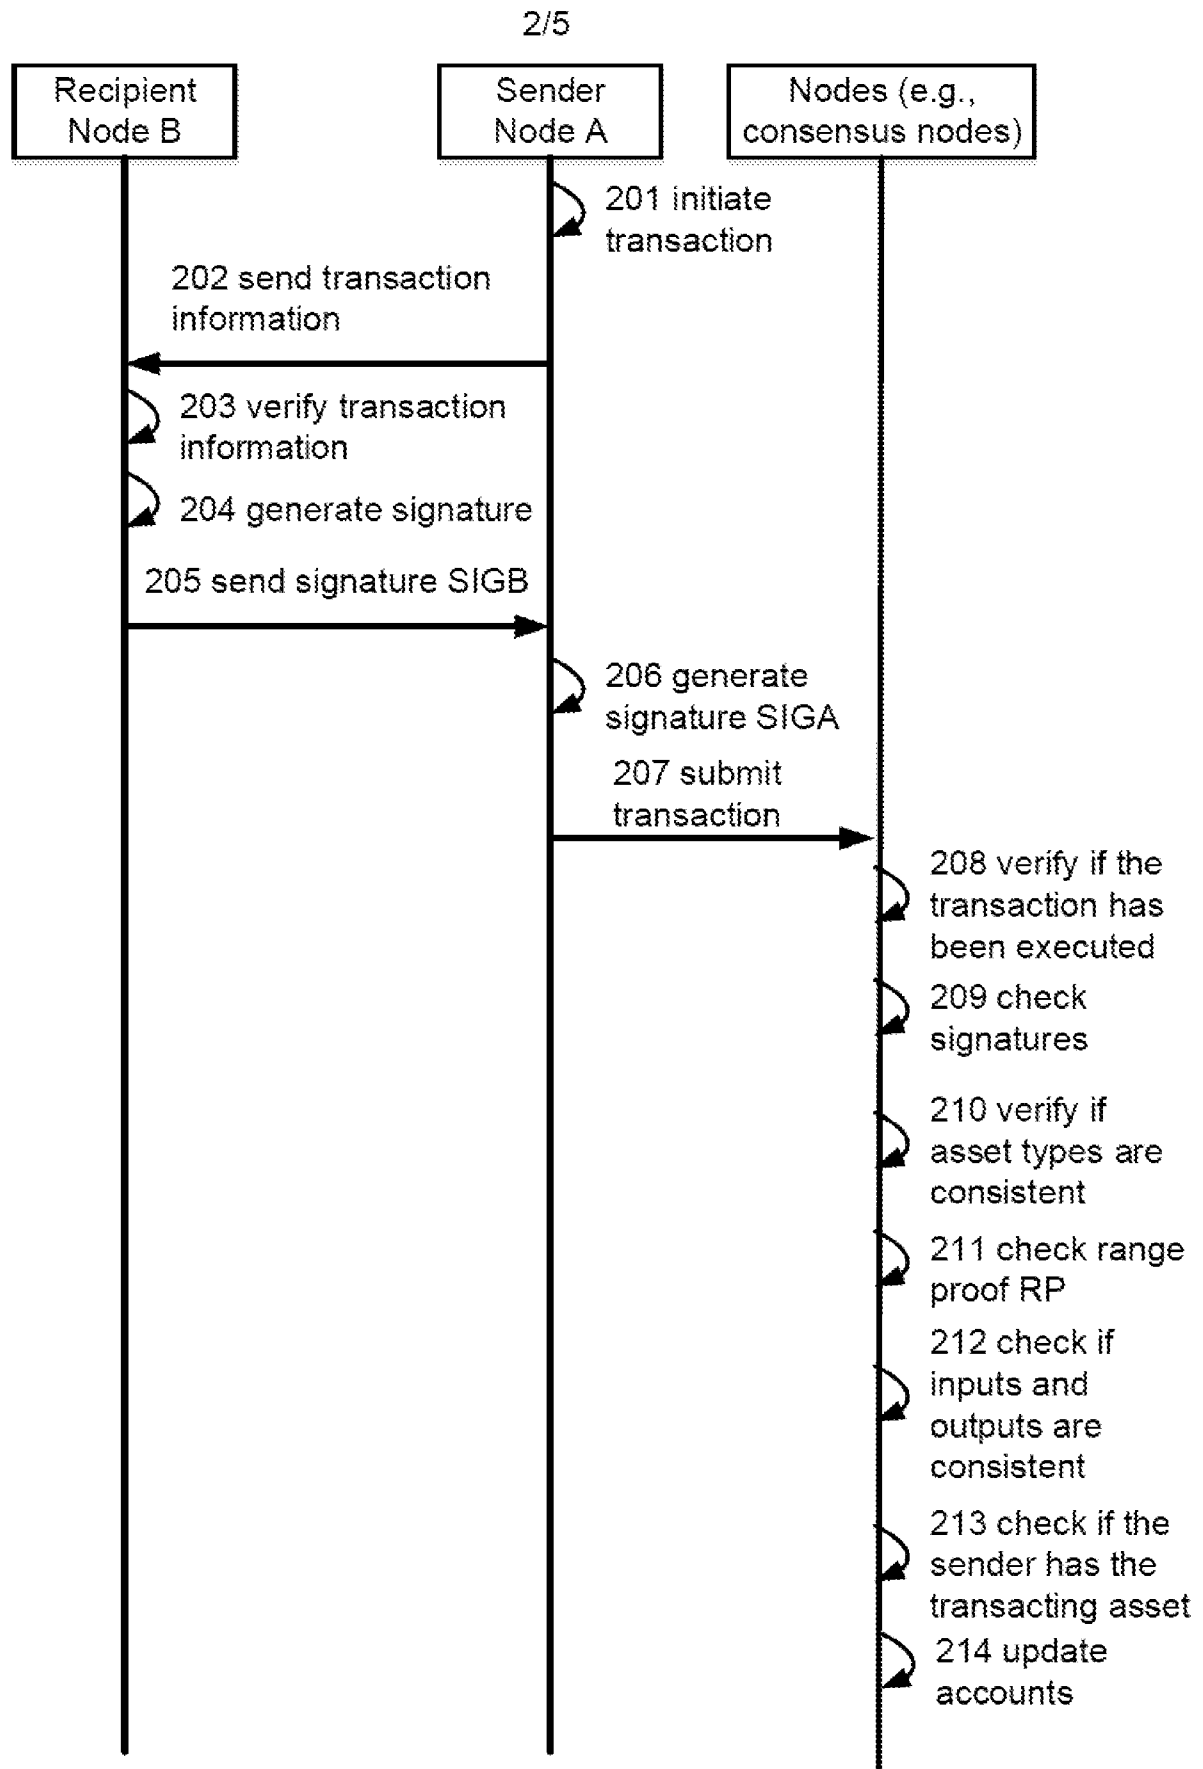 2/5
Recipient
Node B
Sender
Node A
Nodes (e.g.,
consensus nodes)
201 initiate
transaction
202 send transaction
information
203 verify transaction
information
204 generate signature
205 send signature SIGB
206 generate
signature SIGA
207 submit
transaction
208 verify if the
transaction has
been executed
209 check
signatures
210 verify if
asset types are
consistent
211 check range
proof RP
212 check if
inputs and
outputs are
consistent
213 check if the
sender has the
transacting asset
214 update
accounts